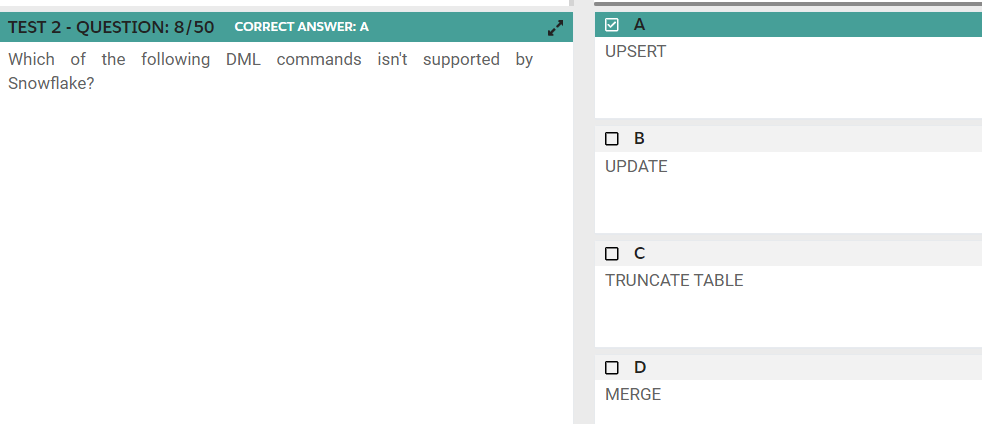 TEST 2 - QUESTION: 8/50 CORRECT ANSWER: A
Which of the following DML commands isn't supported by
Snowflake?
A
UPSERT
B
UPDATE
C
TRUNCATE TABLE
D
MERGE